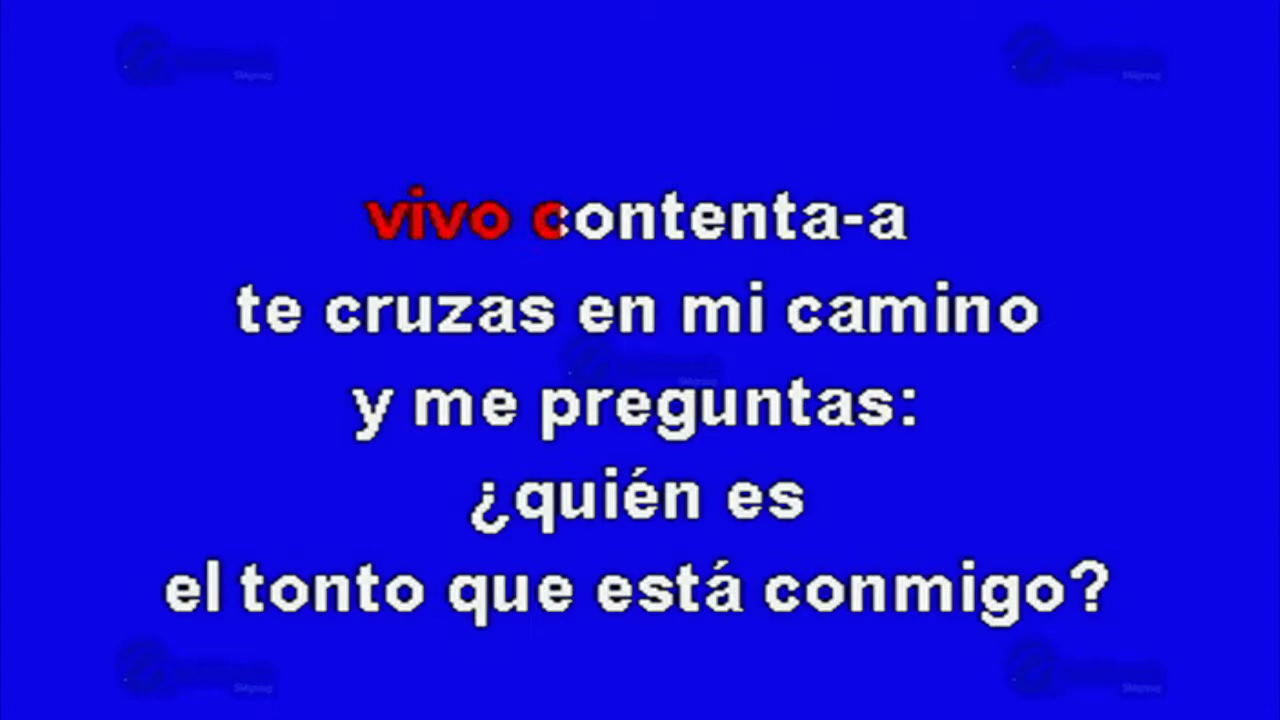 vivo contenta-a
te cruzas en mi camino
y me preguntas:
¿quién es
el tonto que está conmigo?